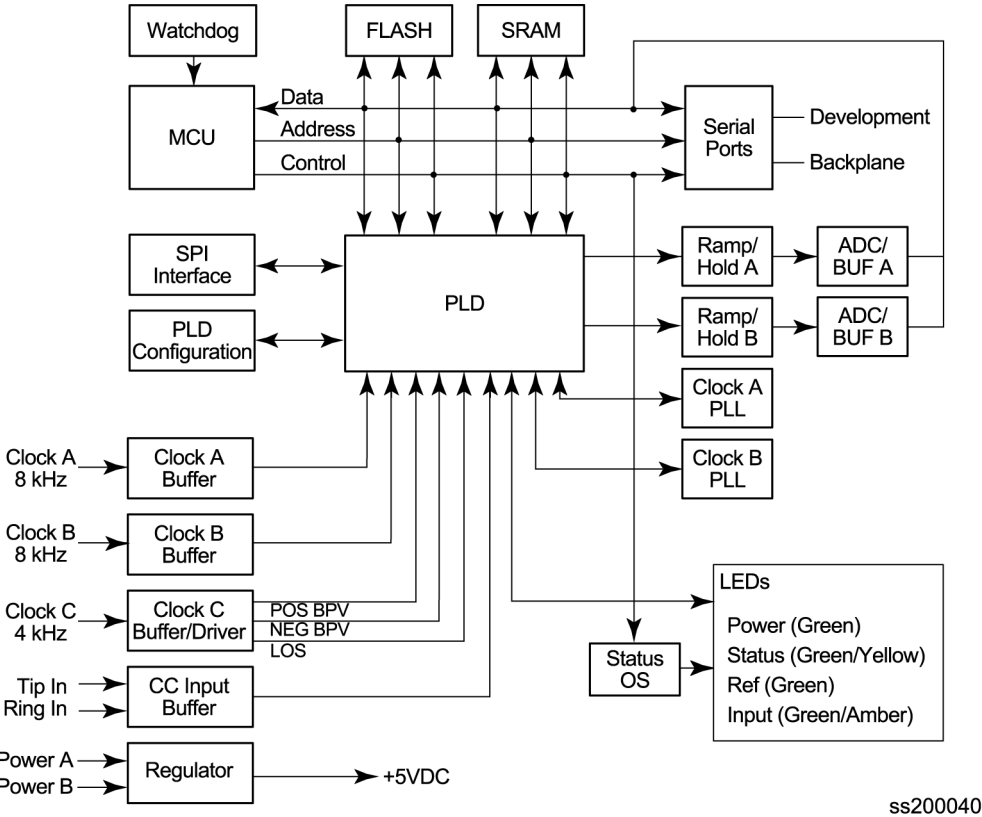 Watchdog
FLASH
SRAM
MCU
Data
Address
Control
Serial
Ports
Development
Backplane
SPI
Interface
PLD
Configuration
PLD
Ramp/
Hold A
ADC/
BUF A
Ramp/
Hold B
ADC/
BUF B
Clock A
PLL
Clock B
PLL
Clock A
8 kHz
Clock A
Buffer
Clock B
8 kHz
Clock B
Buffer
Clock C
4 kHz
Clock C
Buffer/Driver
POS BPV
NEG BPV
LOS
Tip In
Ring In
CC Input
Buffer
Power A
Power B
Regulator
+5VDC
Status
OS
LEDs
Power (Green)
Status (Green/Yellow)
Ref (Green)
Input (Green/Amber)
ss200040